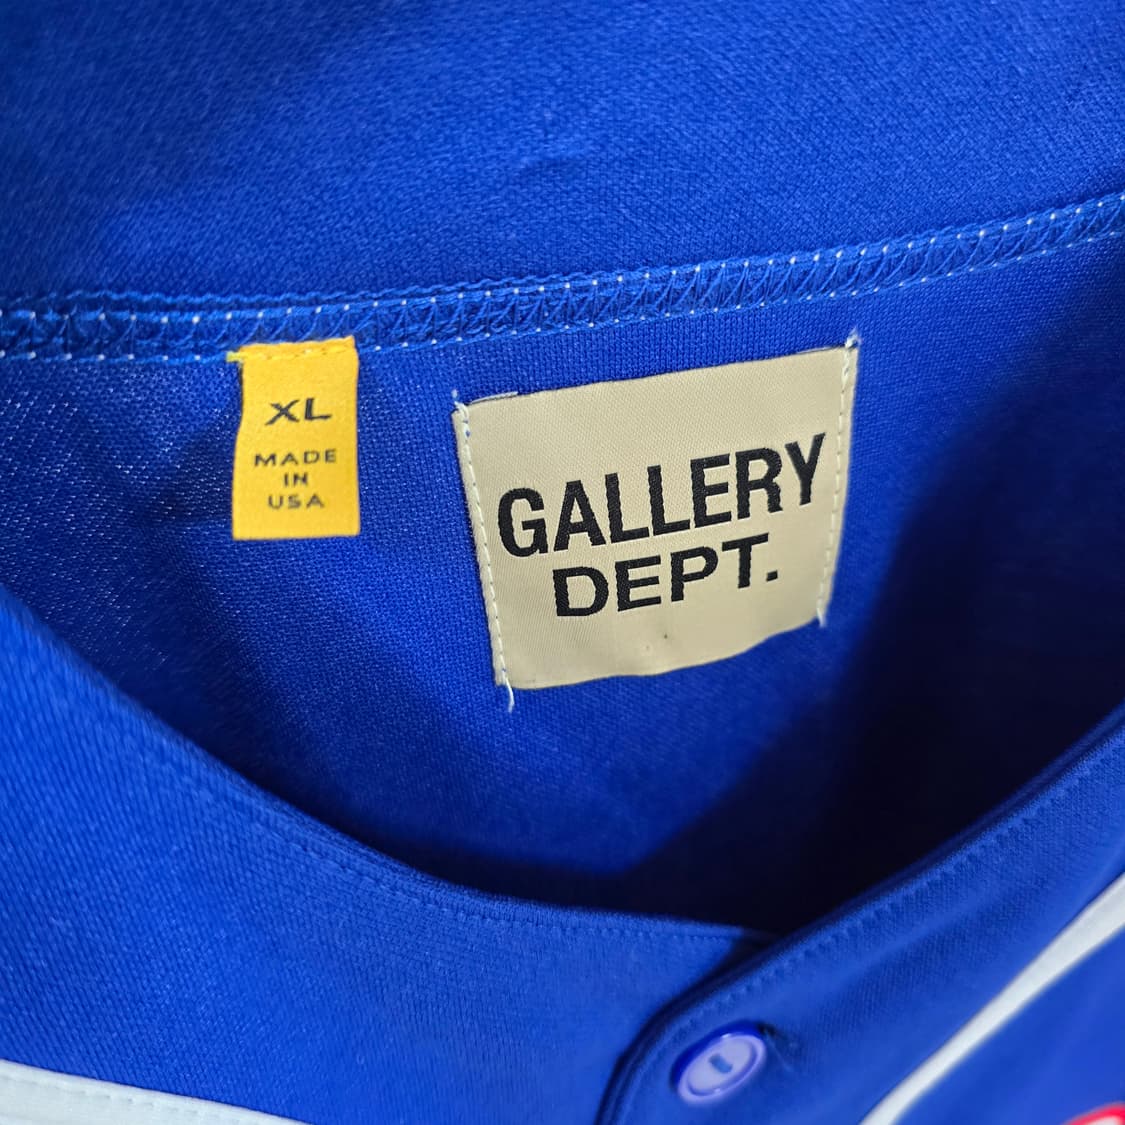 XL
MADE
IN
USA
GALLERY
DEPT.